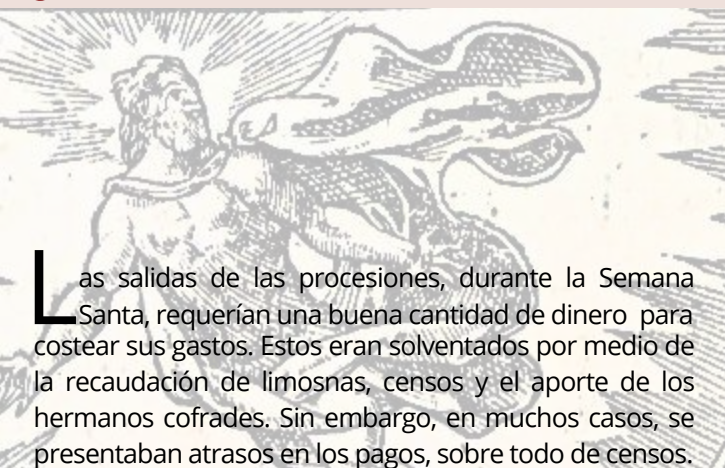 Las salidas de las procesiones, durante la Semana
Santa, requerían una buena cantidad de dinero para
costear sus gastos. Estos eran solventados por medio de
la recaudación de limosnas, censos y el aporte de los
hermanos cofrades. Sin embargo, en muchos casos, se
presentaban atrasos en los pagos, sobre todo de censos.